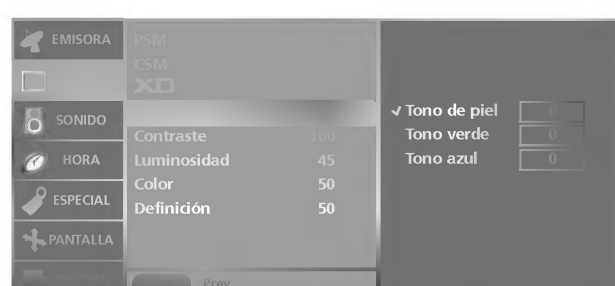 EMISORA
SONIDO
HORA
ESPECIAL
PANTALLA
PSM
CSM
XD
Contraste 100
Luminosidad 45
Color 50
Definición 50
Prev
Tono de piel 0
Tono verde 0
Tono azul 0